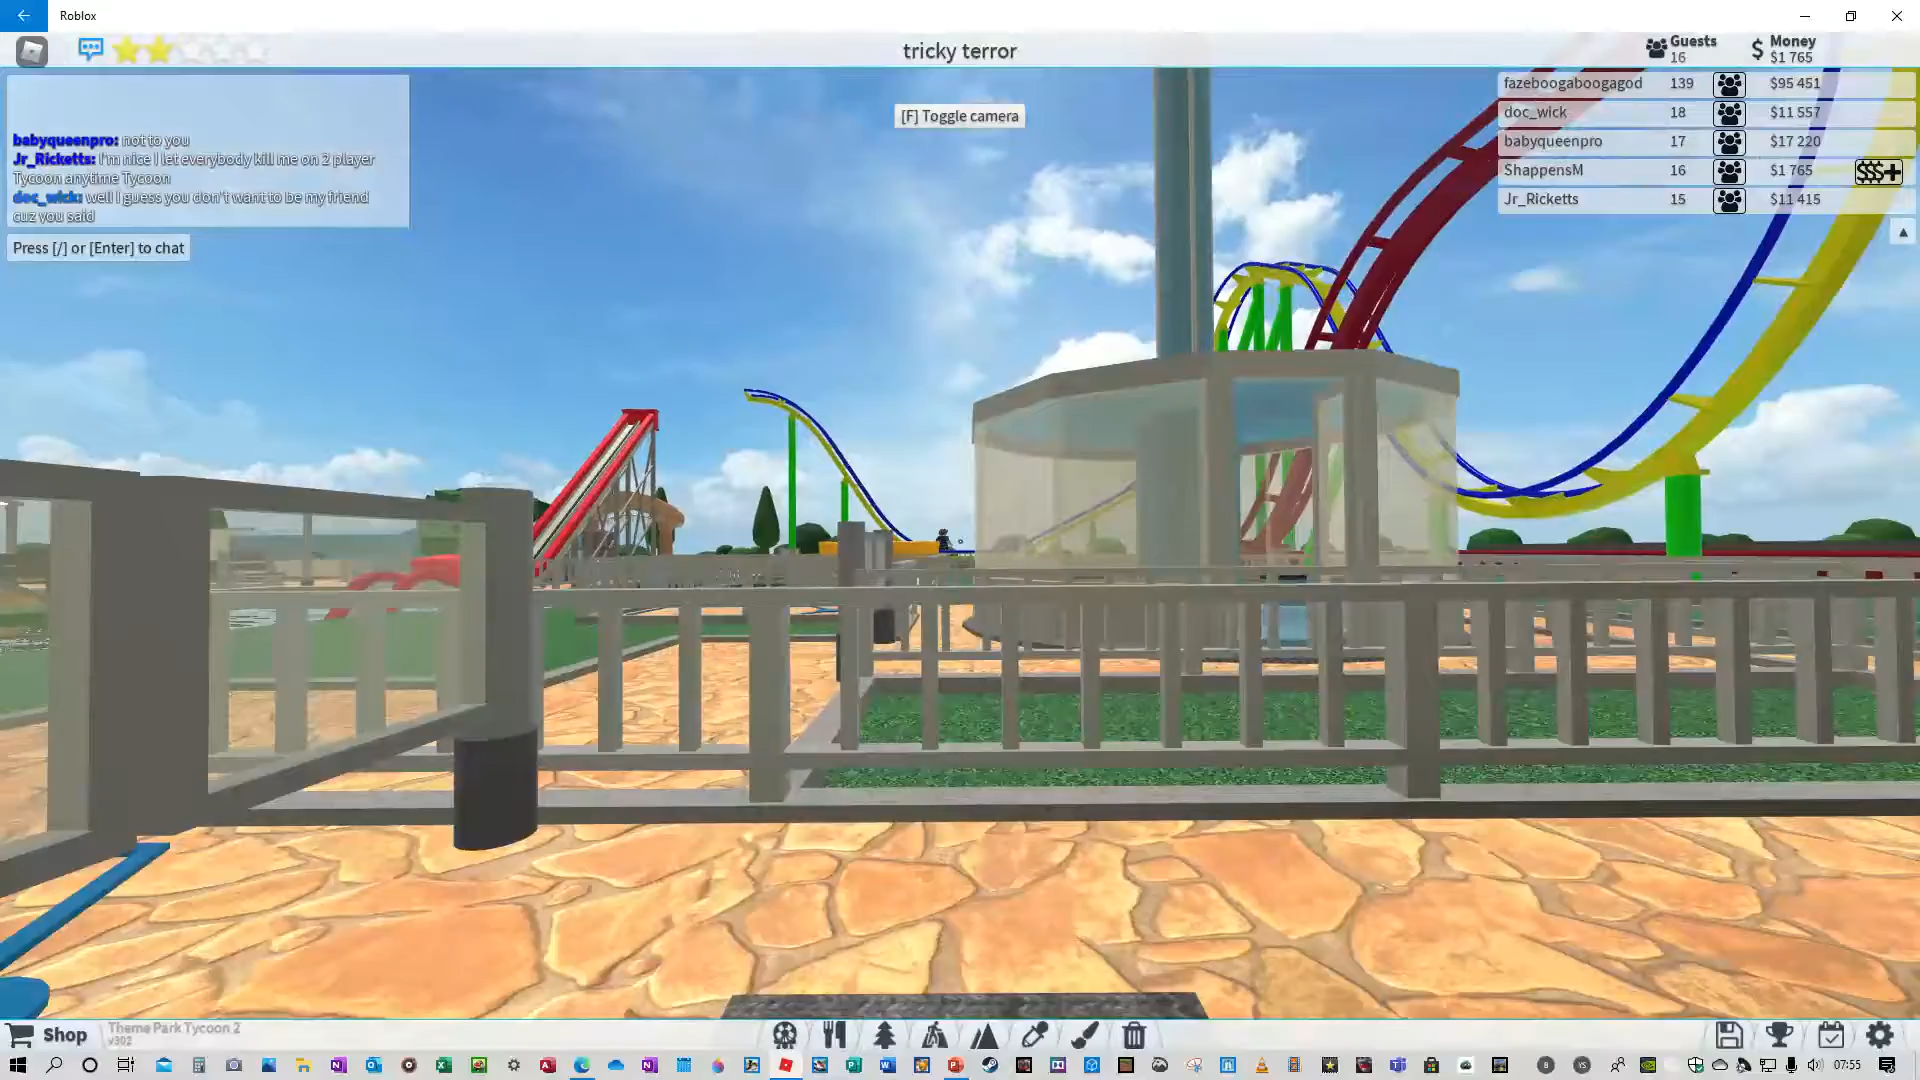 Roblox
tricky terror
Guests
16
Money
$1 765
[F] Toggle camera
babyqueenpro: not to you
Jr_Ricketts: I'm nice I let everybody kill me on 2 player
Tycoon anytime Tycoon
doc_wick: well I guess you don't want to be my friend
cuz you said
Press [/] or [Enter] to chat
fazeboogaboogagod 139 $95 451
doc_wick 18 $11 557
babyqueenpro 17 $17 220
ShappensM 16 $1 765 $$$+
Jr_Ricketts 15 $11 415
Shop
Theme Park Tycoon 2
v302
07:55